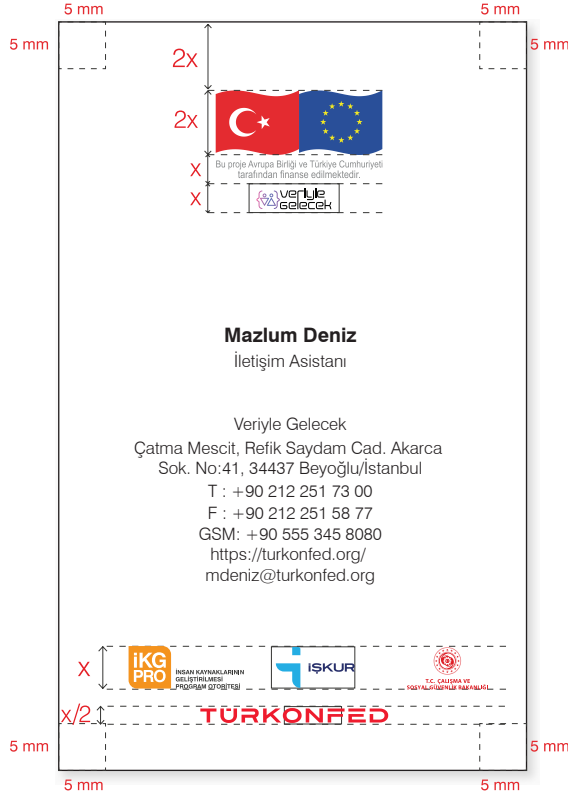 5 mm 5 mm
5 mm 5 mm
2x
2x
Bu proje Avrupa Birliği ve Türkiye Cumhuriyeti
tarafından finanse edilmektedir.
x
x
veriyle
gelecek
Mazlum Deniz
İletişim Asistanı
Veriyle Gelecek
Çatma Mescit, Refik Saydam Cad. Akarca
Sok. No:41, 34437 Beyoğlu/İstanbul
T : +90 212 251 73 00
F : +90 212 251 58 77
GSM: +90 555 345 8080
https://turkonfed.org/
mdeniz@turkonfed.org
x
iKG
PRO
İNSAN KAYNAKLARININ
GELİŞTİRİLMESİ
PROGRAM OTORİTESİ
İŞKUR
T.C. ÇALIŞMA VE
SOSYAL GÜVENLİK BAKANLIĞI
x/2
TÜRKONFED
5 mm 5 mm
5 mm 5 mm